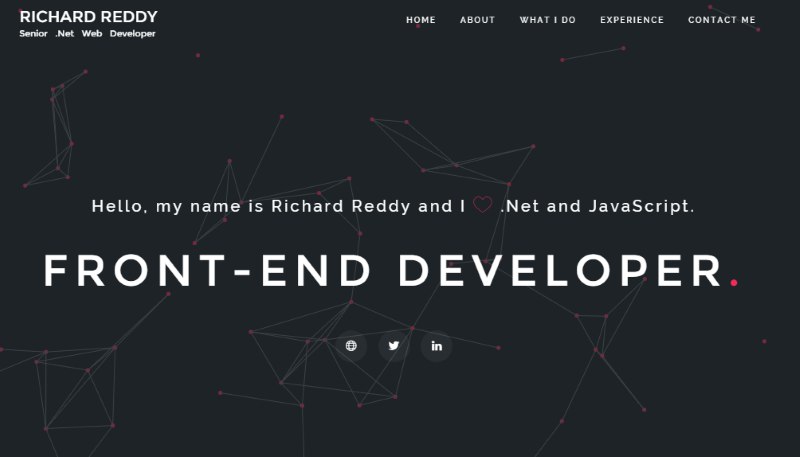 RICHARD REDDY
Senior .Net Web Developer
HOME ABOUT WHAT I DO EXPERIENCE CONTACT ME
Hello, my name is Richard Reddy and I ♡ .Net and JavaScript.
FRONT-END DEVELOPER.
in